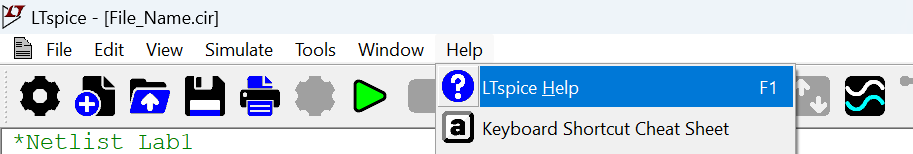 LTspice - [File_Name.cir]
File Edit View Simulate Tools Window Help
LTspice Help F1
a Keyboard Shortcut Cheat Sheet
*Netlist Lab1